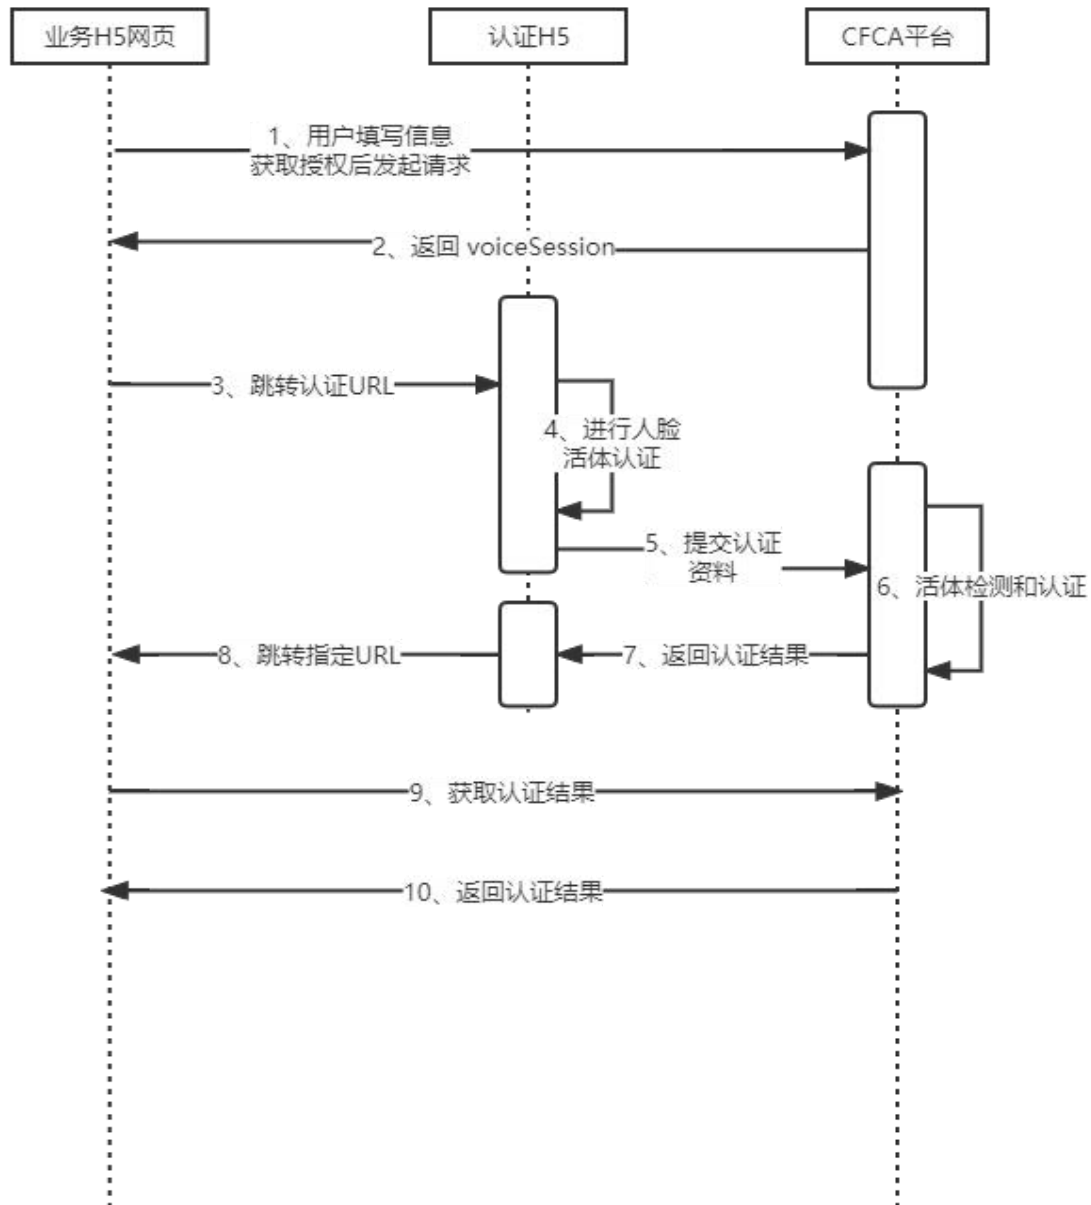 业务H5网页
认证H5
CFCA平台
1、用户填写信息
获取授权后发起请求
2、返回 voiceSession
3、跳转认证URL
4、进行人脸
活体认证
5、提交认证
资料
6、活体检测和认证
8、跳转指定URL
7、返回认证结果
9、获取认证结果
10、返回认证结果